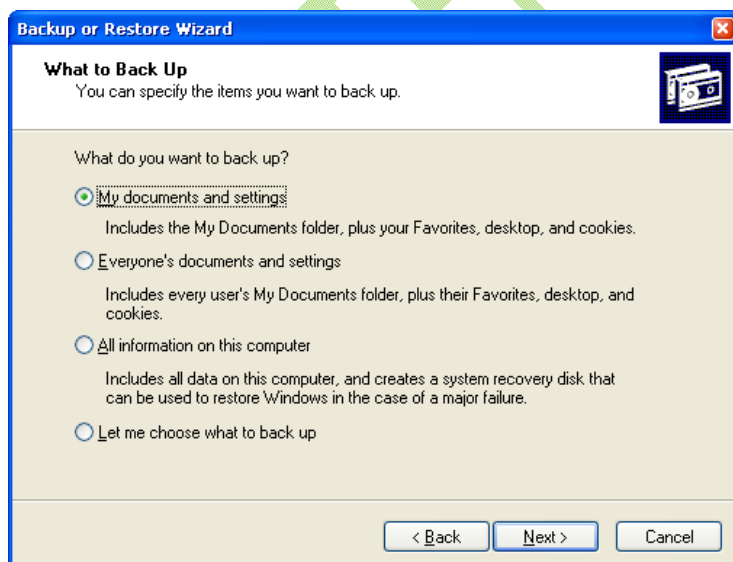 Backup or Restore Wizard
What to Back Up
You can specify the items you want to back up.
What do you want to back up?
My documents and settings
Includes the My Documents folder, plus your Favorites, desktop, and cookies.
Everyone's documents and settings
Includes every user's My Documents folder, plus their Favorites, desktop, and
cookies.
All information on this computer
Includes all data on this computer, and creates a system recovery disk that
can be used to restore Windows in the case of a major failure.
Let me choose what to back up
< Back Next > Cancel